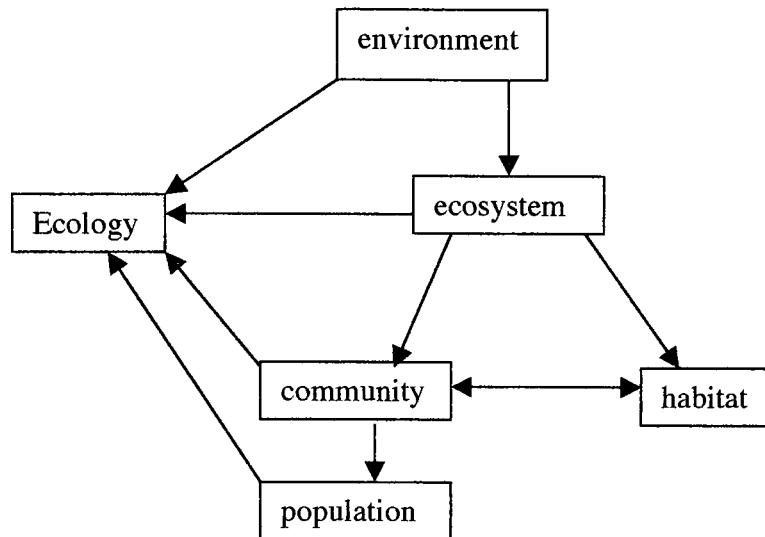 environment
ecosystem
Ecology
community
habitat
population